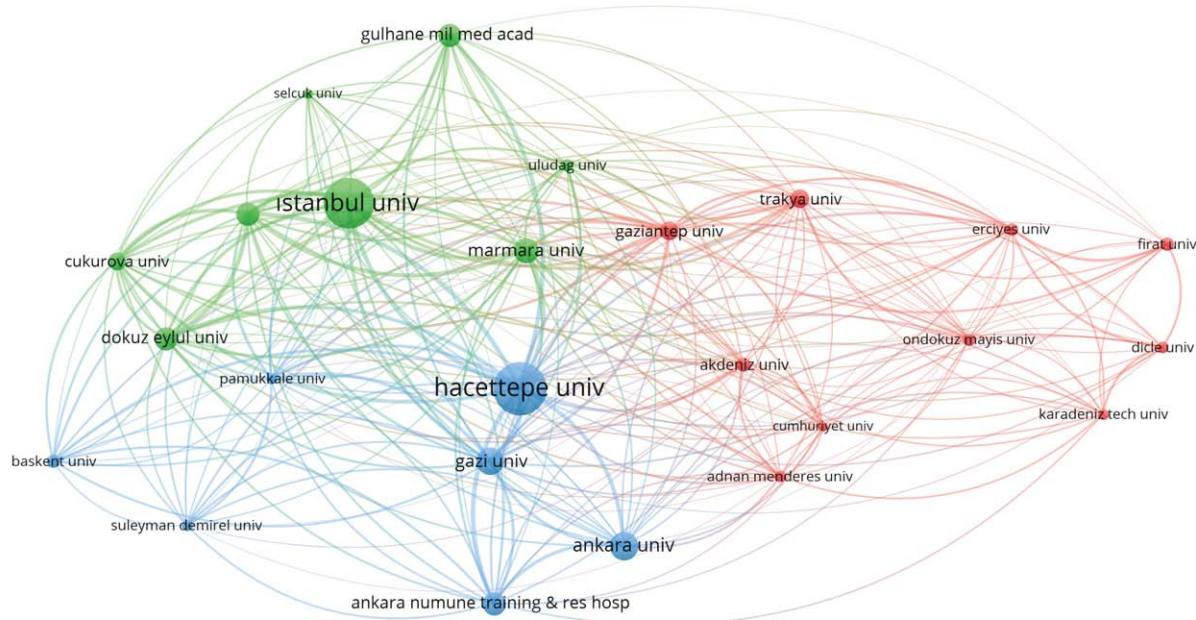 gulhane mil med acad
selcuk univ
uludag univ
ıstanbul univ
trakya univ
gaziantep univ
erciyes univ
firat univ
marmara univ
cukurova univ
dokuz eylul univ
ondokuz mayis univ
dicle univ
akdeniz univ
pamukkale univ
hacettepe univ
karadeniz tech univ
cumhuriyet univ
baskent univ
gazi univ
adnan menderes univ
suleyman demirel univ
ankara univ
ankara numune training & res hosp